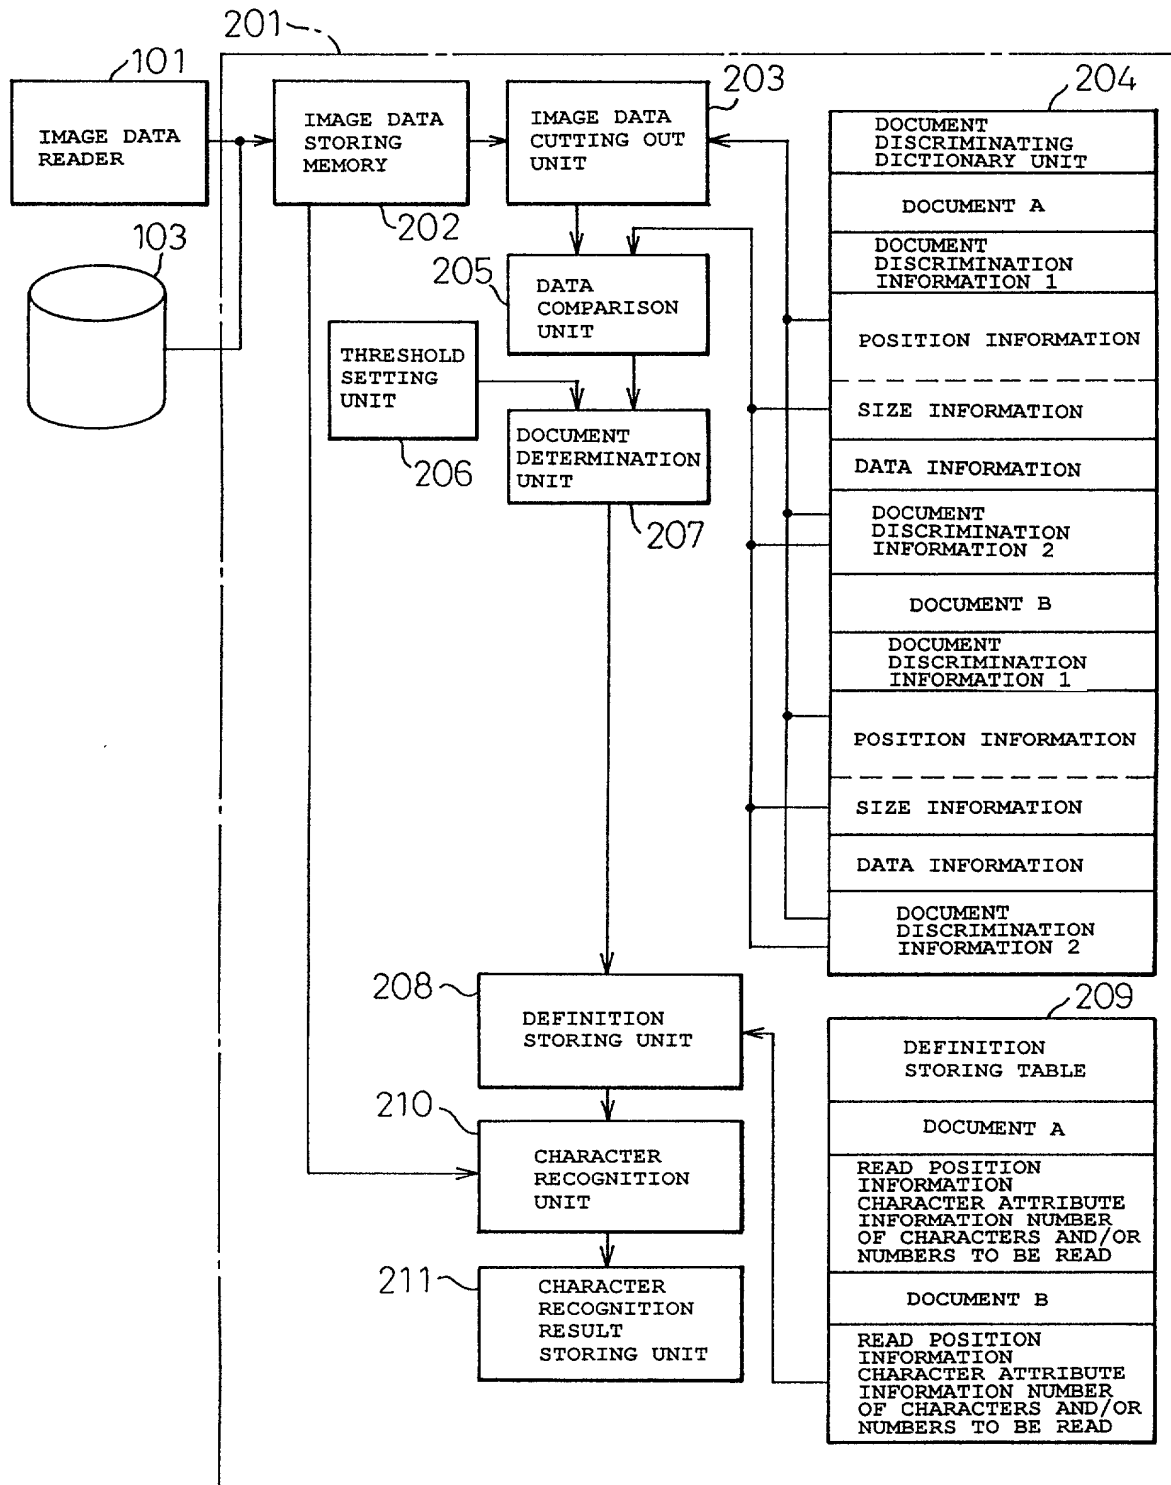 201
101
203
204
IMAGE DATA
READER
IMAGE DATA
STORING
MEMORY
IMAGE DATA
CUTTING OUT
UNIT
202
103
205
DATA
COMPARISON
UNIT
THRESHOLD
SETTING
UNIT
206
DOCUMENT
DETERMINATION
UNIT
207
DOCUMENT
DISCRIMINATING
DICTIONARY UNIT
DOCUMENT A
DOCUMENT
DISCRIMINATION
INFORMATION 1
POSITION INFORMATION
SIZE INFORMATION
DATA INFORMATION
DOCUMENT
DISCRIMINATION
INFORMATION 2
DOCUMENT B
DOCUMENT
DISCRIMINATION
INFORMATION 1
POSITION INFORMATION
SIZE INFORMATION
DATA INFORMATION
DOCUMENT
DISCRIMINATION
INFORMATION 2
208
DEFINITION
STORING UNIT
210
CHARACTER
RECOGNITION
UNIT
211
CHARACTER
RECOGNITION
RESULT
STORING UNIT
209
DEFINITION
STORING TABLE
DOCUMENT A
READ POSITION
INFORMATION
CHARACTER ATTRIBUTE
INFORMATION NUMBER
OF CHARACTERS AND/OR
NUMBERS TO BE READ
DOCUMENT B
READ POSITION
INFORMATION
CHARACTER ATTRIBUTE
INFORMATION NUMBER
OF CHARACTERS AND/OR
NUMBERS TO BE READ